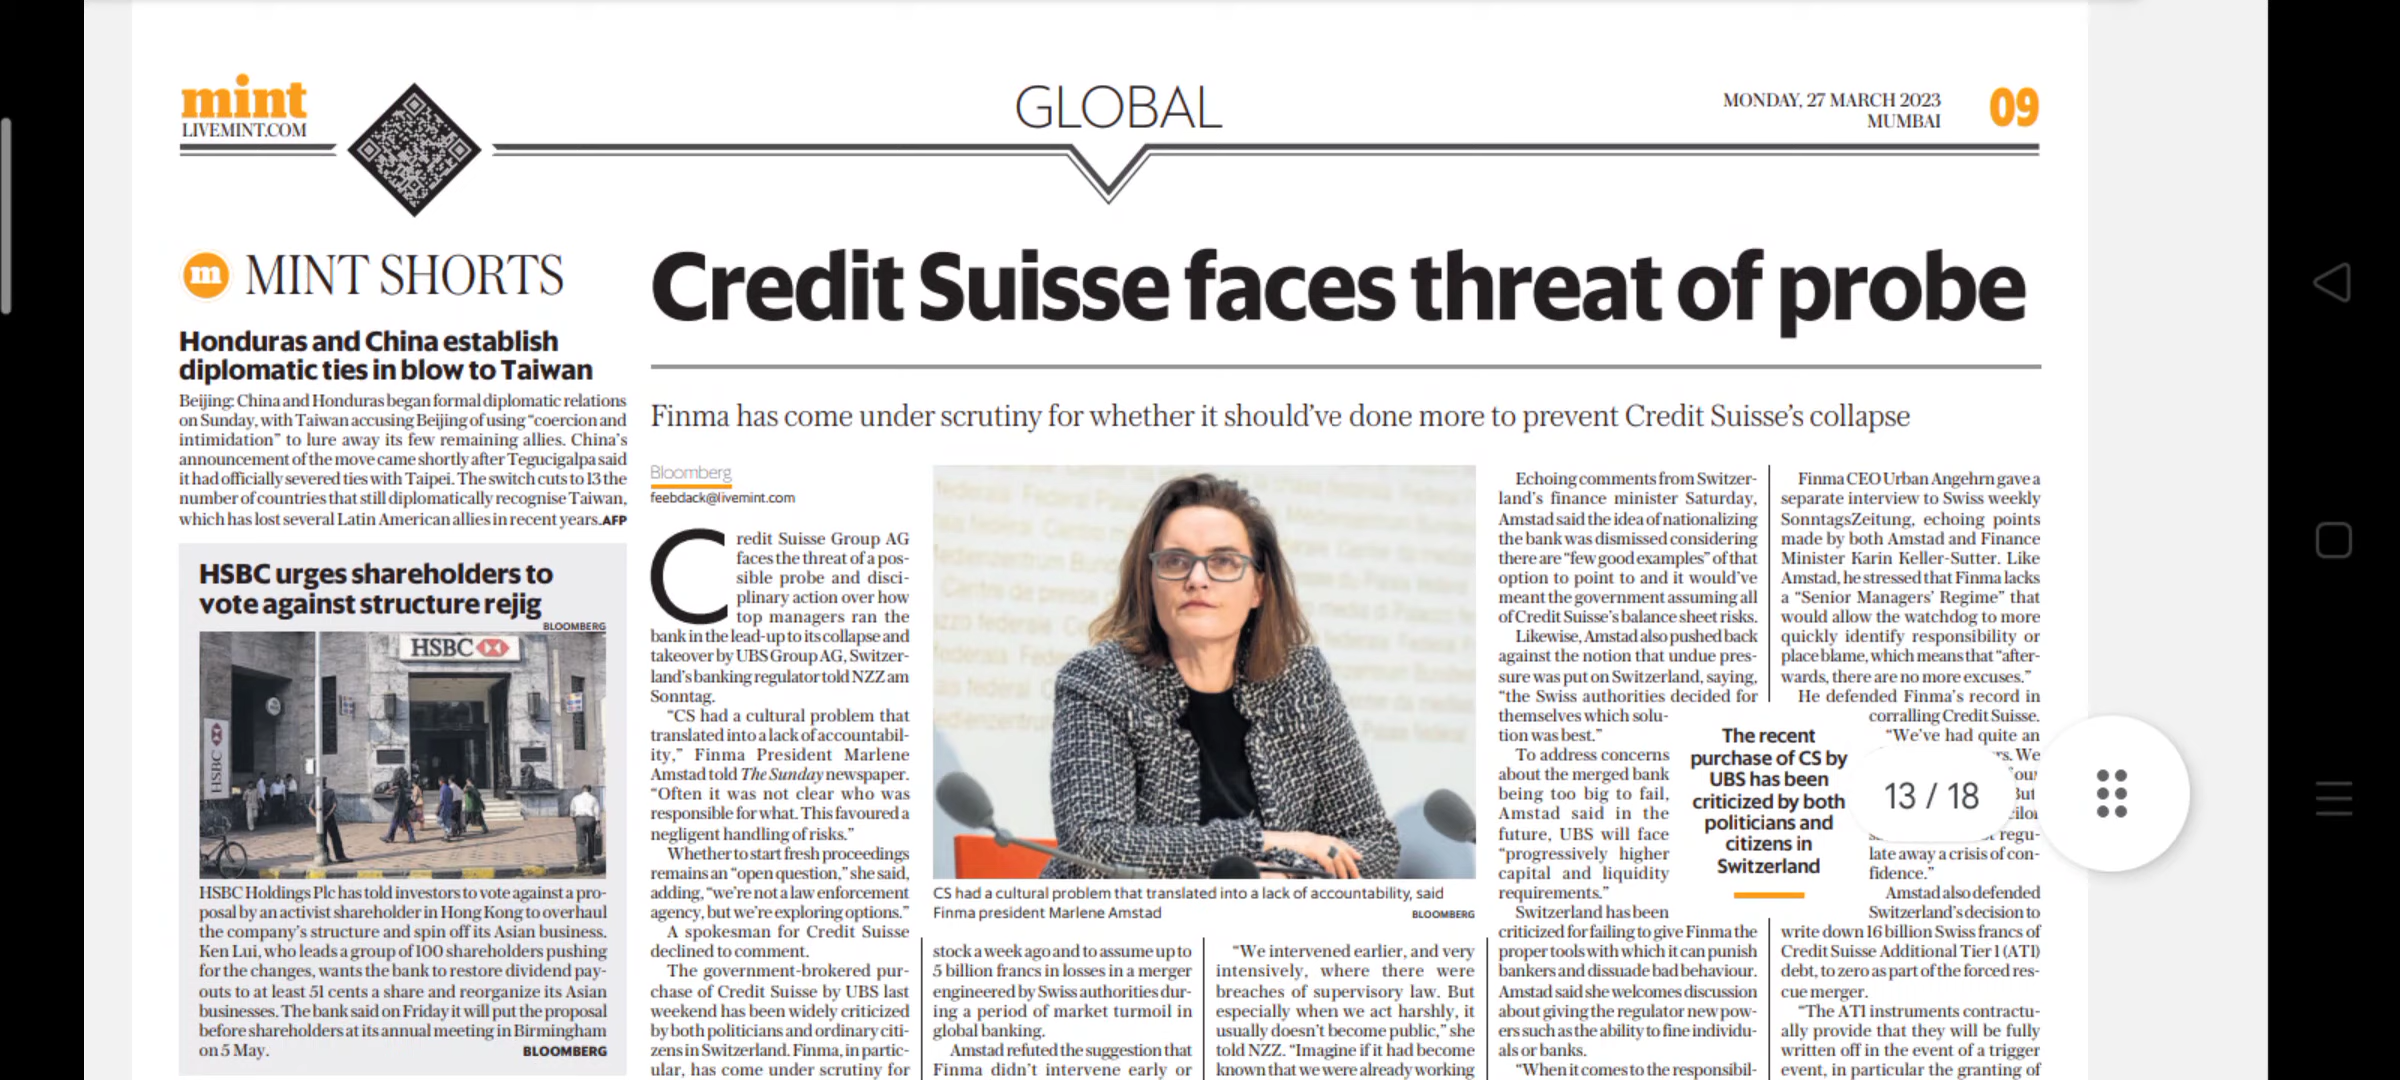 mint
LIVEMINT.COM
GLOBAL
MONDAY, 27 MARCH 2023
MUMBAI
09
m MINT SHORTS
Honduras and China establish
diplomatic ties in blow to Taiwan
Beijing: China and Honduras began formal diplomatic relations
on Sunday, with Taiwan accusing Beijing of using “coercion and
intimidation” to lure away its few remaining allies. China’s
announcement of the move came shortly after Tegucigalpa said
it had officially severed ties with Taipei. The switch cuts to 13 the
number of countries that still diplomatically recognise Taiwan,
which has lost several Latin American allies in recent years. AFP
HSBC urges shareholders to
vote against structure rejig
BLOOMBERG
HSBC
HSBC
HSBC Holdings Plc has told investors to vote against a pro-
posal by an activist shareholder in Hong Kong to overhaul
the company’s structure and spin off its Asian business.
Ken Lui, who leads a group of 100 shareholders pushing
for the changes, wants the bank to restore dividend pay-
outs to at least 51 cents a share and reorganize its Asian
businesses. The bank said on Friday it will put the proposal
before shareholders at its annual meeting in Birmingham
on 5 May. BLOOMBERG
Credit Suisse faces threat of probe
Finma has come under scrutiny for whether it should’ve done more to prevent Credit Suisse’s collapse
Bloomberg
feebdack@livemint.com
Credit Suisse Group AG
faces the threat of a pos-
sible probe and disci-
plinary action over how
top managers ran the
bank in the lead-up to its collapse and
takeover by UBS Group AG, Switzer-
land’s banking regulator told NZZ am
Sonntag.
“CS had a cultural problem that
translated into a lack of accountabil-
ity,” Finma President Marlene
Amstad told The Sunday newspaper.
“Often it was not clear who was
responsible for what. This favoured a
negligent handling of risks.”
Whether to start fresh proceedings
remains an “open question,” she said,
adding, “we’re not a law enforcement
agency, but we’re exploring options.”
A spokesman for Credit Suisse
declined to comment.
The government-brokered pur-
chase of Credit Suisse by UBS last
weekend has been widely criticized
by both politicians and ordinary citi-
zens in Switzerland. Finma, in partic-
ular, has come under scrutiny for
CS had a cultural problem that translated into a lack of accountability, said
Finma president Marlene Amstad
BLOOMBERG
stock a week ago and to assume up to
5 billion francs in losses in a merger
engineered by Swiss authorities dur-
ing a period of market turmoil in
global banking.
Amstad refuted the suggestion that
Finma didn’t intervene early or
“We intervened earlier, and very
intensively, where there were
breaches of supervisory law. But
especially when we act harshly, it
usually doesn’t become public,” she
told NZZ. “Imagine if it had become
known that we were already working
Echoing comments from Switzer-
land’s finance minister Saturday,
Amstad said the idea of nationalizing
the bank was dismissed considering
there are “few good examples” of that
option to point to and it would’ve
meant the government assuming all
of Credit Suisse’s balance sheet risks.
Likewise, Amstad also pushed back
against the notion that undue pres-
sure was put on Switzerland, saying,
“the Swiss authorities decided for
themselves which solu-
tion was best.”
To address concerns
about the merged bank
being too big to fail,
Amstad said in the
future, UBS will face
“progressively higher
capital and liquidity
requirements.”
Switzerland has been
criticized for failing to give Finma the
proper tools with which it can punish
bankers and dissuade bad behaviour.
Amstad said she welcomes discussion
about giving the regulator new pow-
ers such as the ability to fine individu-
als or banks.
“When it comes to the responsibil-
The recent
purchase of CS by
UBS has been
criticized by both
politicians and
citizens in
Switzerland
Finma CEO Urban Angehrn gave a
separate interview to Swiss weekly
SonntagsZeitung, echoing points
made by both Amstad and Finance
Minister Karin Keller-Sutter. Like
Amstad, he stressed that Finma lacks
a “Senior Managers’ Regime” that
would allow the watchdog to more
quickly identify responsibility or
place blame, which means that “after-
wards, there are no more excuses.”
He defended Finma’s record in
corralling Credit Suisse.
“We’ve had quite an
We
But
regu-
late away a crisis of con-
fidence.”
Amstad also defended
Switzerland’s decision to
write down 16 billion Swiss francs of
Credit Suisse Additional Tier 1 (AT1)
debt, to zero as part of the forced res-
cue merger.
“The AT1 instruments contractu-
ally provide that they will be fully
written off in the event of a trigger
event, in particular the granting of
13 / 18